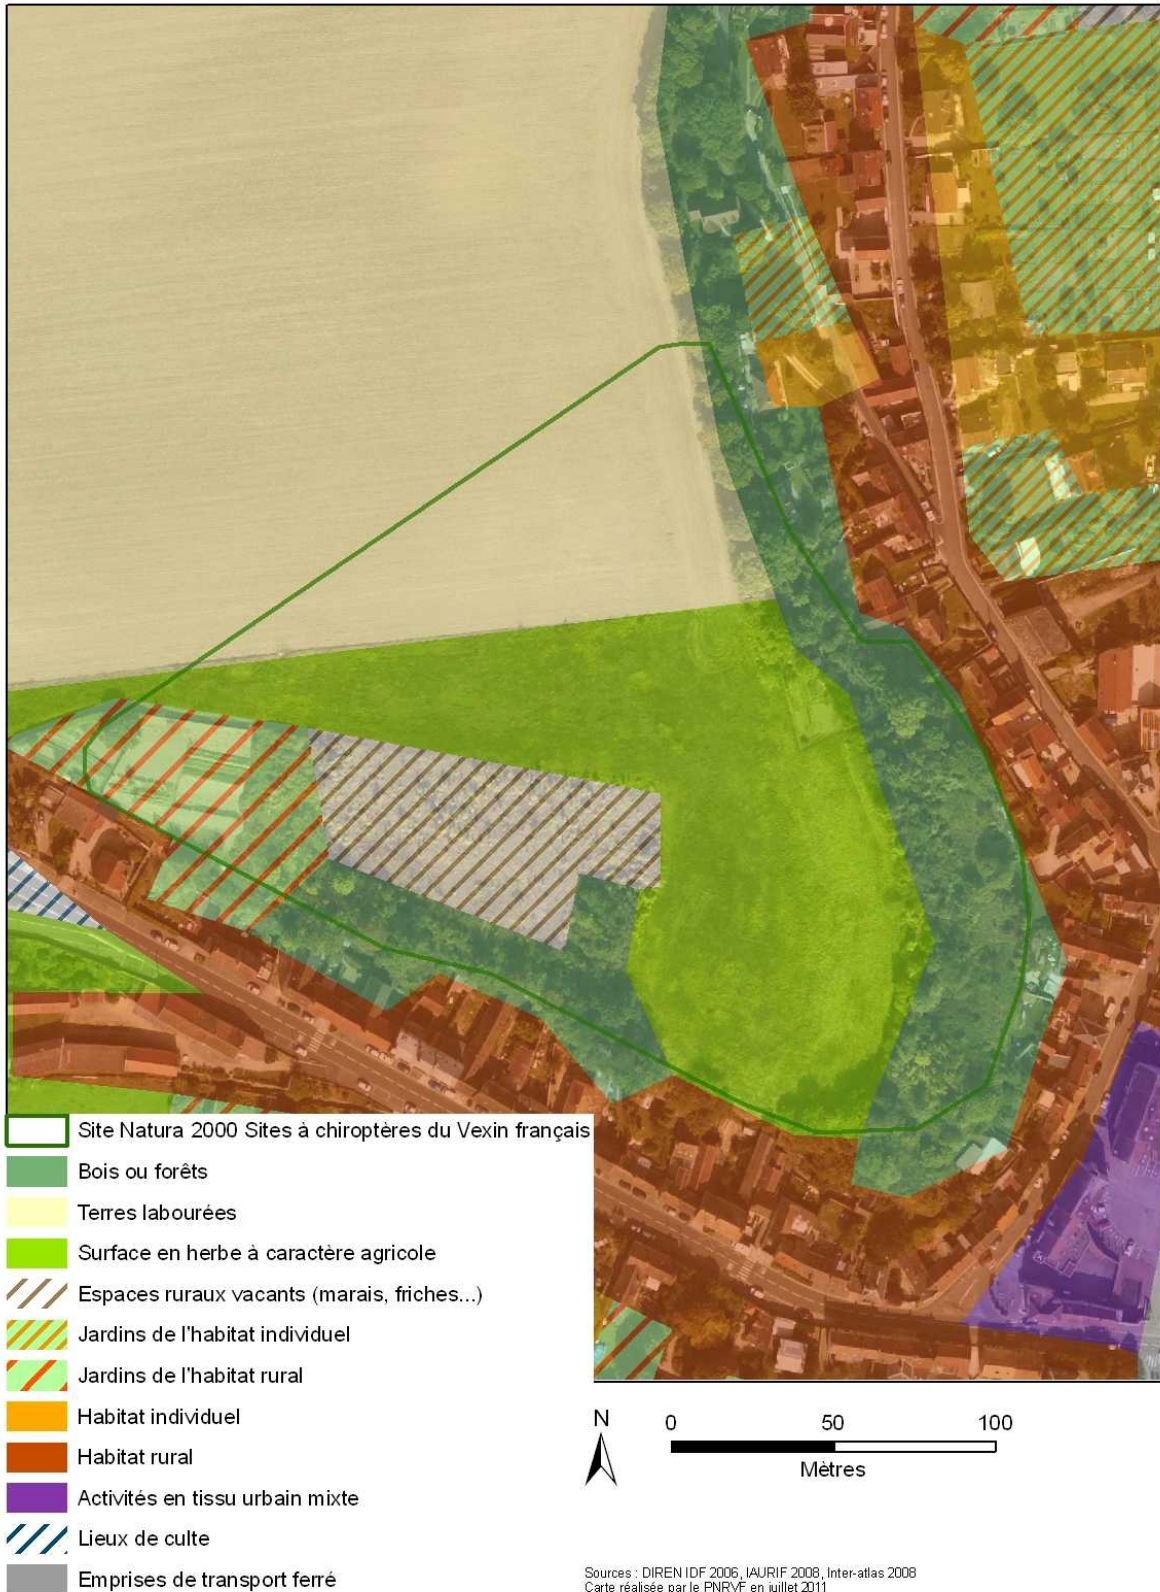 Site Natura 2000 Sites à chiroptères du Vexin français
Bois ou forêts
Terres labourées
Surface en herbe à caractère agricole
Espaces ruraux vacants (marais, friches...)
Jardins de l'habitat individuel
Jardins de l'habitat rural
Habitat individuel
Habitat rural
Activités en tissu urbain mixte
Lieux de culte
Emprises de transport ferré
N
0 50 100
Mètres
Sources : DIREN IDF 2006, IAURIF 2008, Inter-atlas 2008
Carte réalisée par le PNRVF en juillet 2011